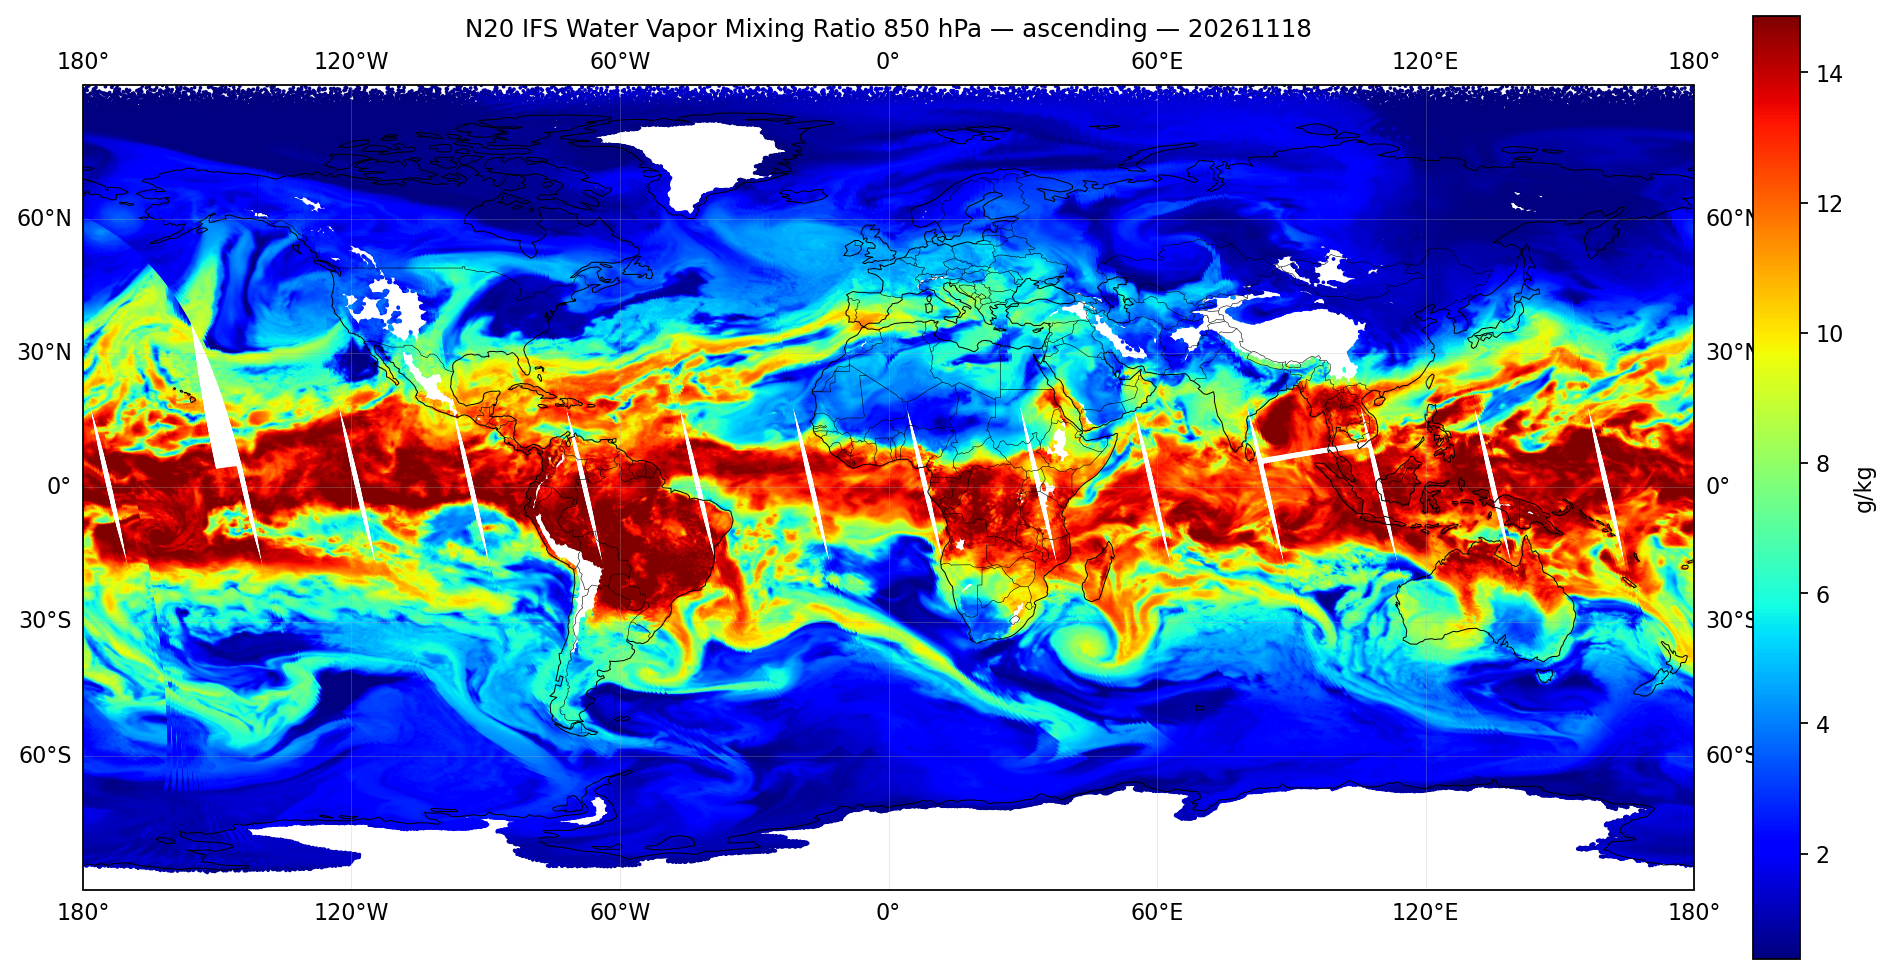 N20 IFS Water Vapor Mixing Ratio 850 hPa — ascending — 20261118
180° 120°W 60°W 0° 60°E 120°E 180°
60°N 60°N
30°N 30°N
0° 0°
30°S 30°S
60°S 60°S
180° 120°W 60°W 0° 60°E 120°E 180°
14
12
10
8
6
4
2
g/kg